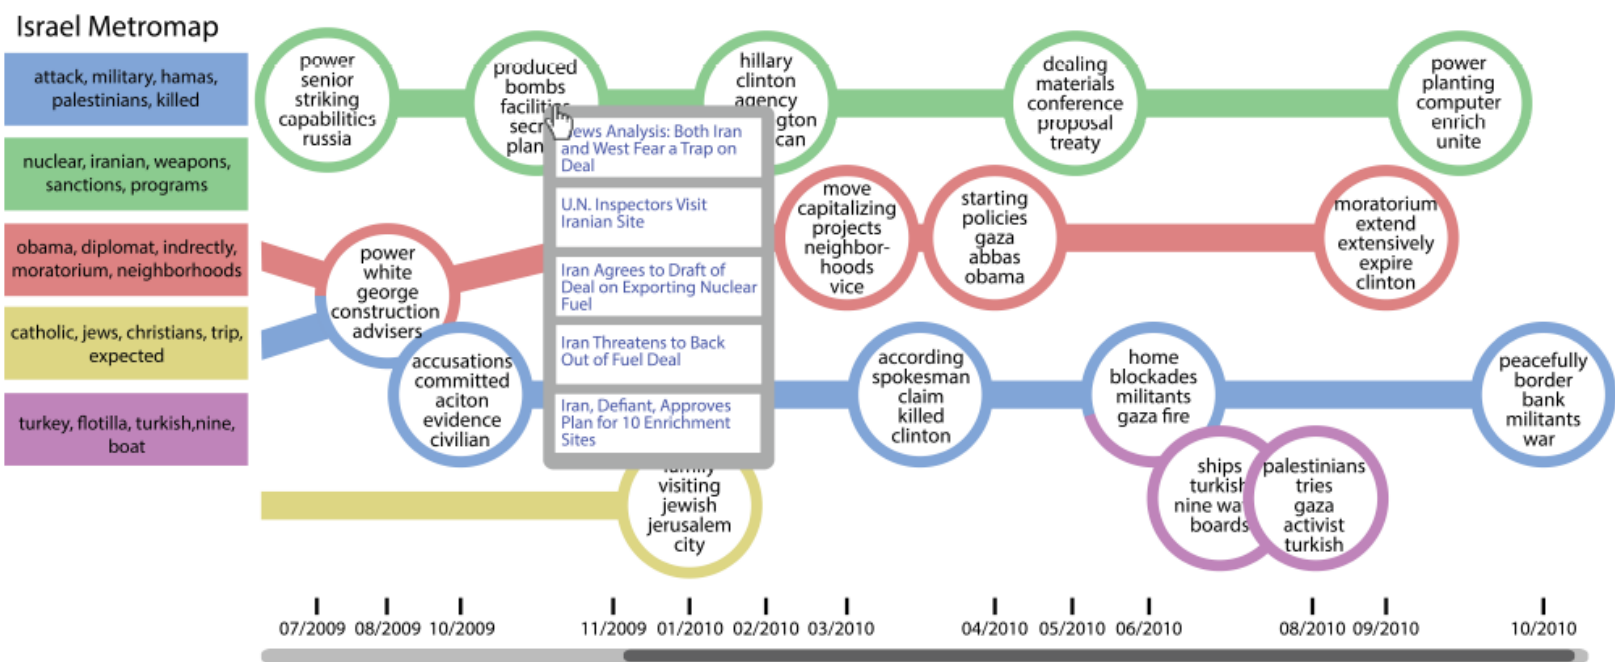 Israel Metromap
attack, military, hamas,
palestinians, killed
nuclear, iranian, weapons,
sanctions, programs
obama, diplomat, indrectly,
moratorium, neighborhoods
catholic, jews, christians, trip,
expected
turkey, flotilla, turkish,nine,
boat
power
senior
striking
capabilities
russia
produced
bombs
hillary
clinton
agency
dealing
materials
conference
proposal
treaty
power
planting
computer
enrich
unite
News Analysis: Both Iran
and West Fear a Trap on
Deal
U.N. Inspectors Visit
Iranian Site
Iran Agrees to Draft of
Deal on Exporting Nuclear
Fuel
Iran Threatens to Back
Out of Fuel Deal
Iran, Defiant, Approves
Plan for 10 Enrichment
Sites
power
white
george
construction
advisers
move
capitalizing
projects
neighbor-
hoods
vice
starting
policies
gaza
abbas
obama
moratorium
extend
extensively
expire
clinton
accusations
committed
aciton
evidence
civilian
according
spokesman
claim
killed
clinton
home
blockades
militants
gaza fire
peacefully
border
bank
militants
war
family
visiting
jewish
jerusalem
city
ships
turkish
nine
boards
palestinians
tries
gaza
activist
turkish
07/2009 08/2009 10/2009 11/2009 01/2010 02/2010 03/2010 04/2010 05/2010 06/2010 08/2010 09/2010 10/2010